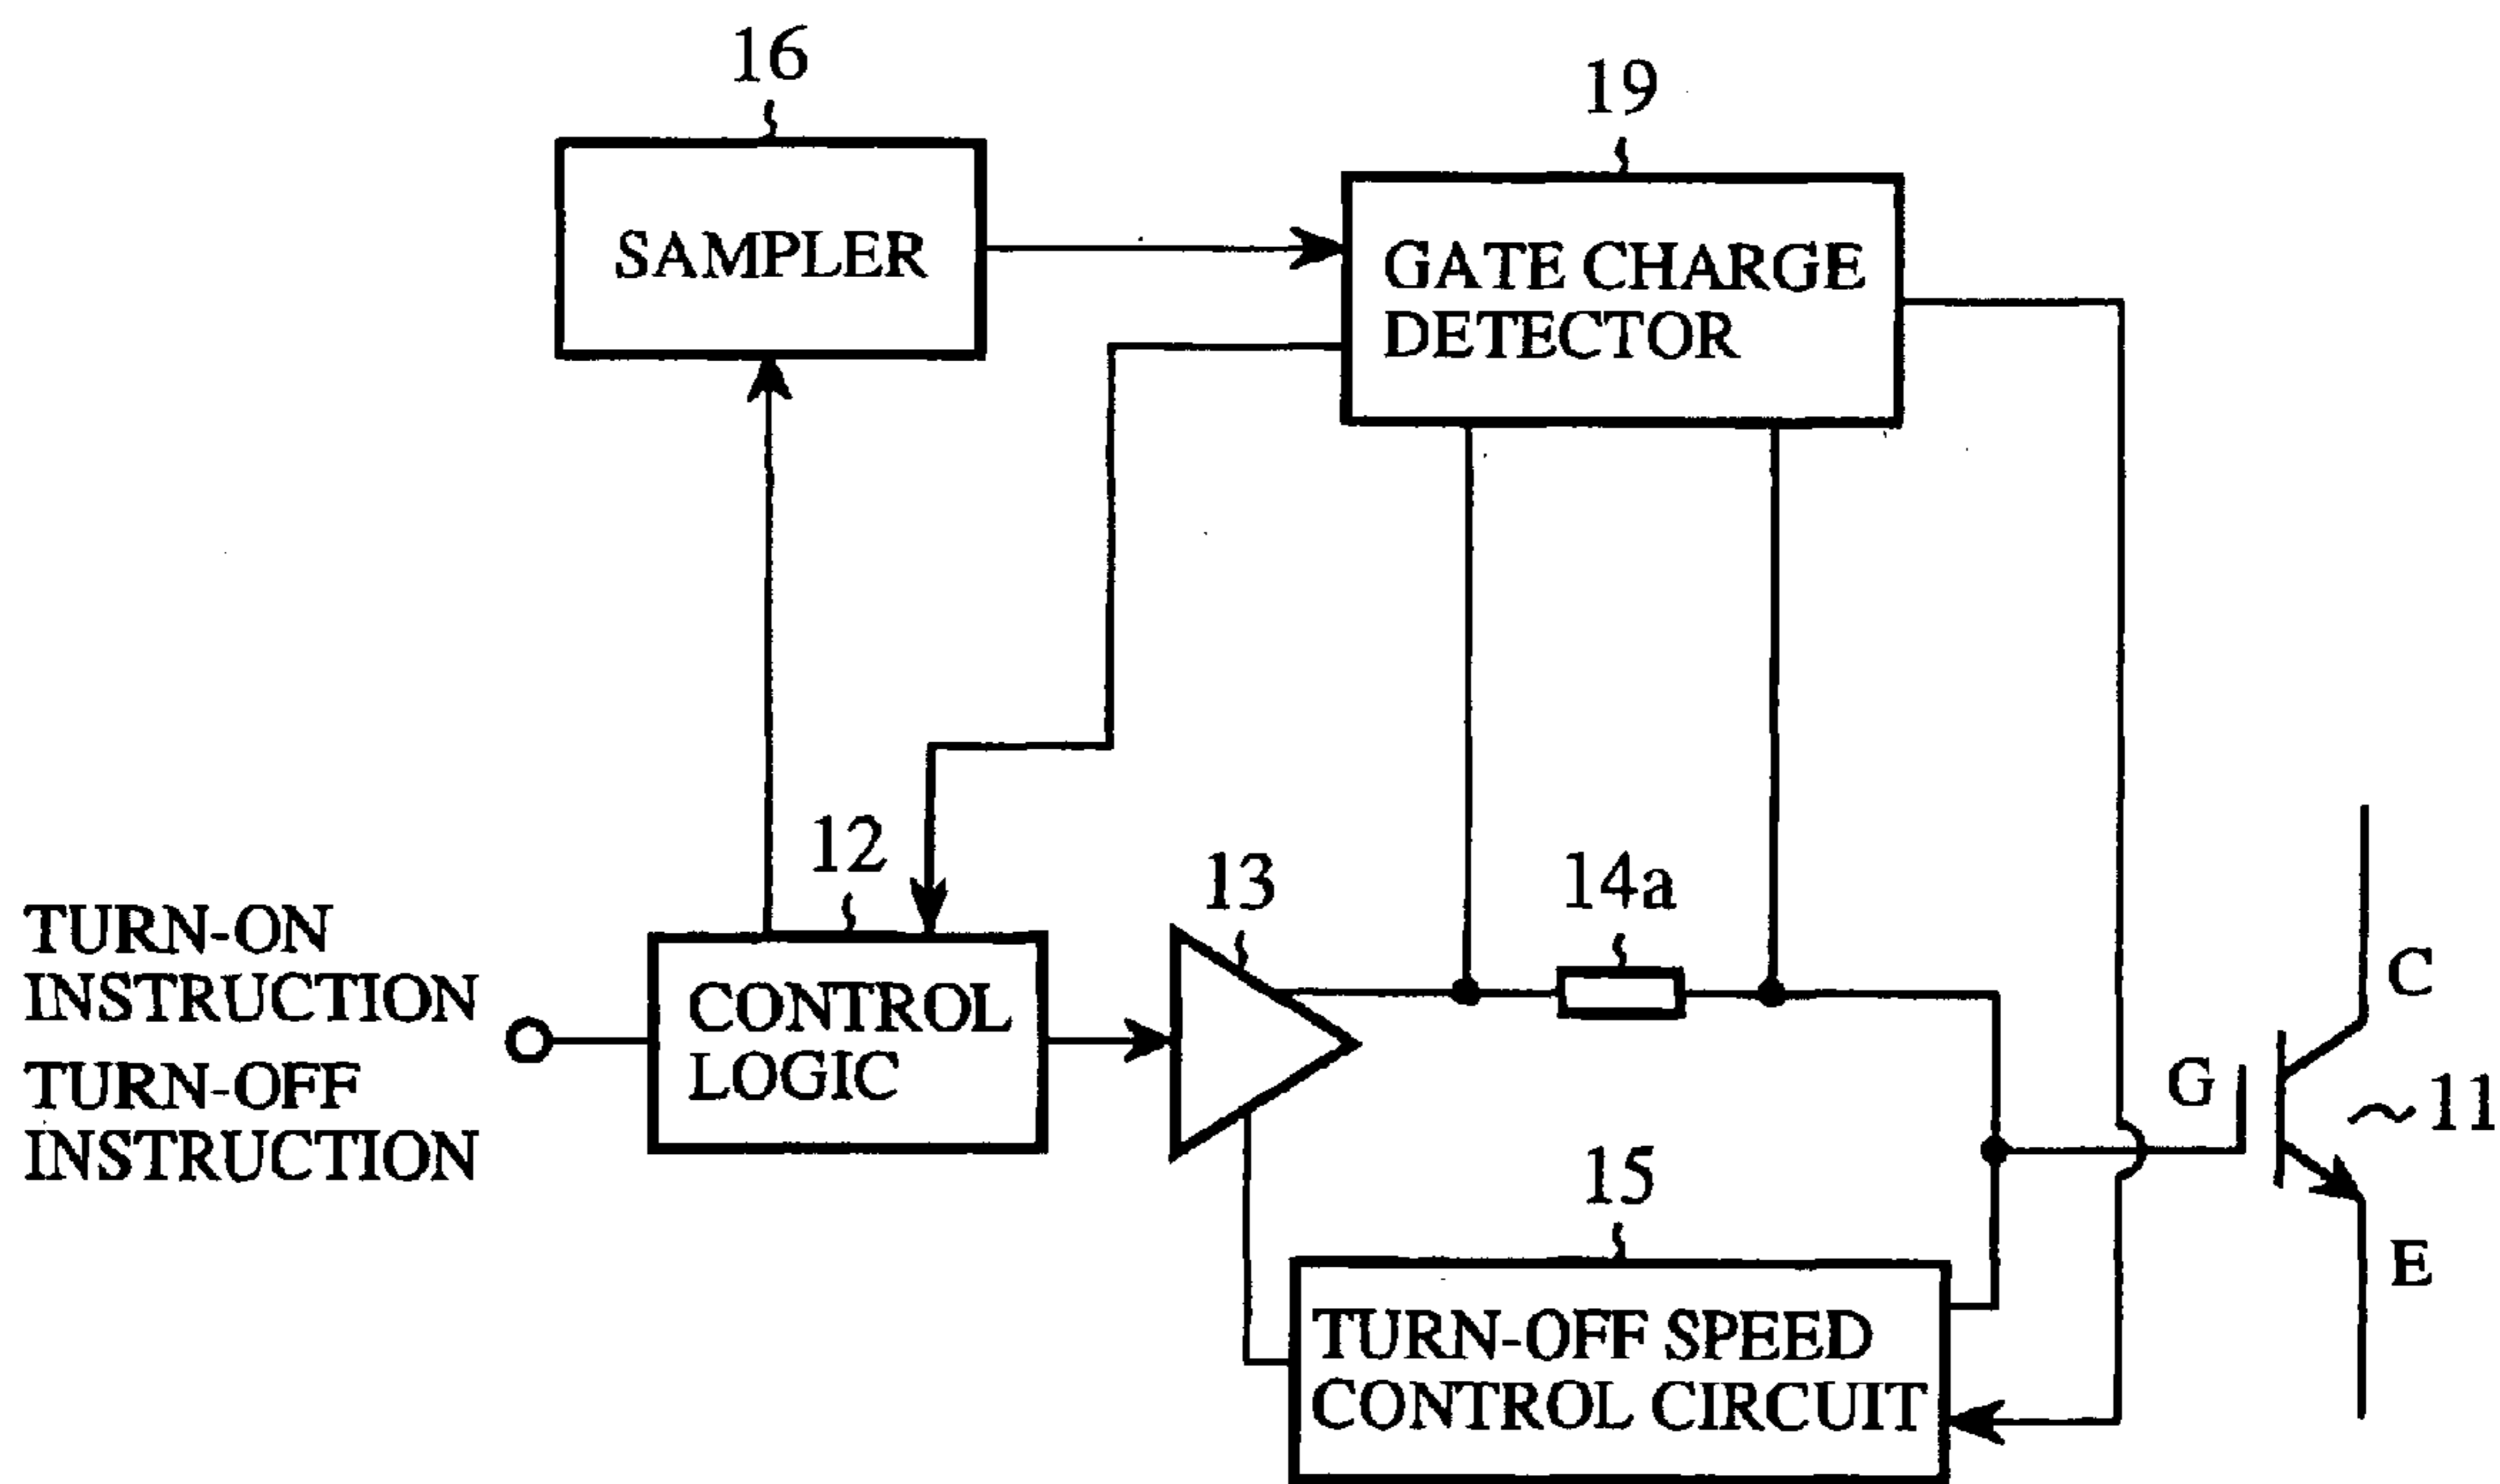 16
19
SAMPLER
GATE CHARGE
DETECTOR
12
13
14a
TURN-ON
INSTRUCTION
TURN-OFF
INSTRUCTION
CONTROL
LOGIC
C
G
11
15
E
TURN-OFF SPEED
CONTROL CIRCUIT